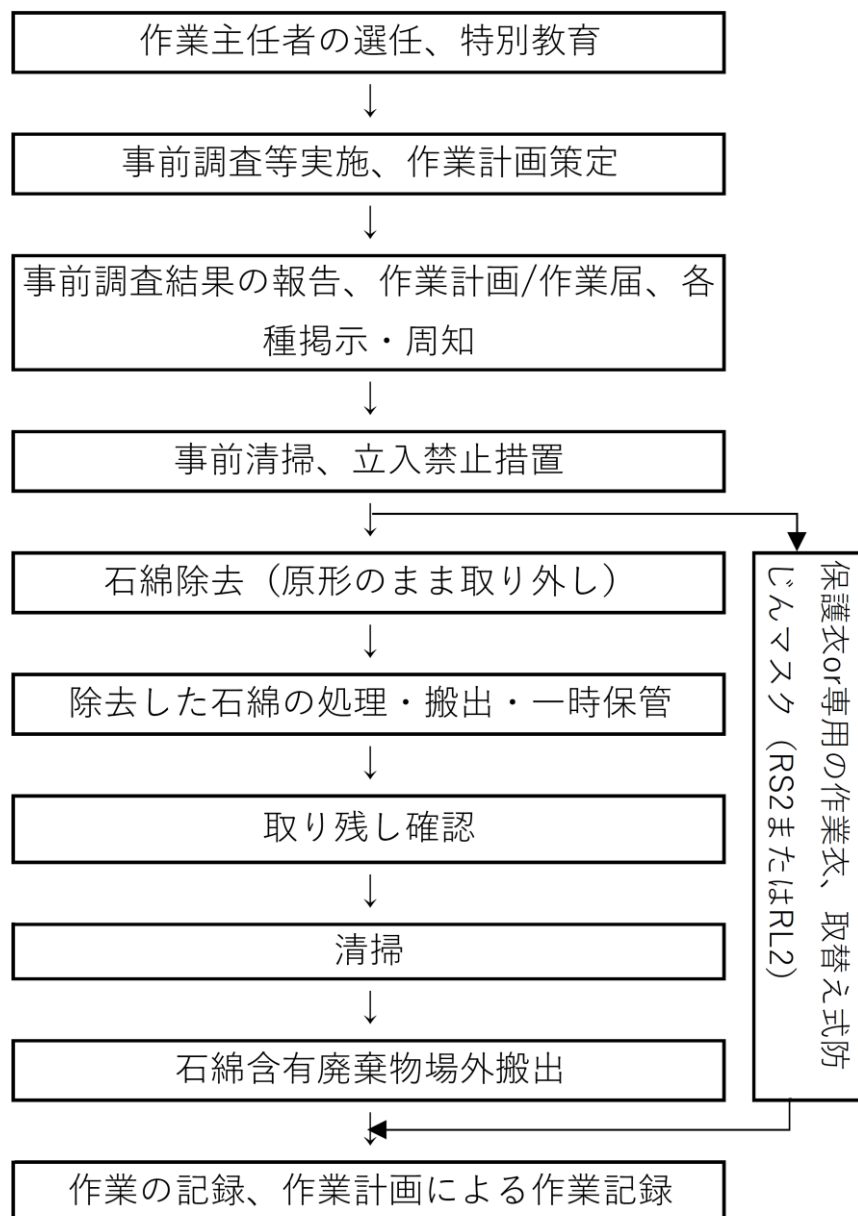 作業主任者の選任、特別教育
↓
事前調査等実施、作業計画策定
↓
事前調査結果の報告、作業計画/作業届、各
種掲示・周知
↓
事前清掃、立入禁止措置
↓
石綿除去（原形のまま取り外し）
↓
除去した石綿の処理・搬出・一時保管
↓
取り残し確認
↓
清掃
↓
石綿含有廃棄物場外搬出
↓
作業の記録、作業計画による作業記録
保護衣or専用の作業衣、取替え式防
じんマスク（RS2またはRL2）